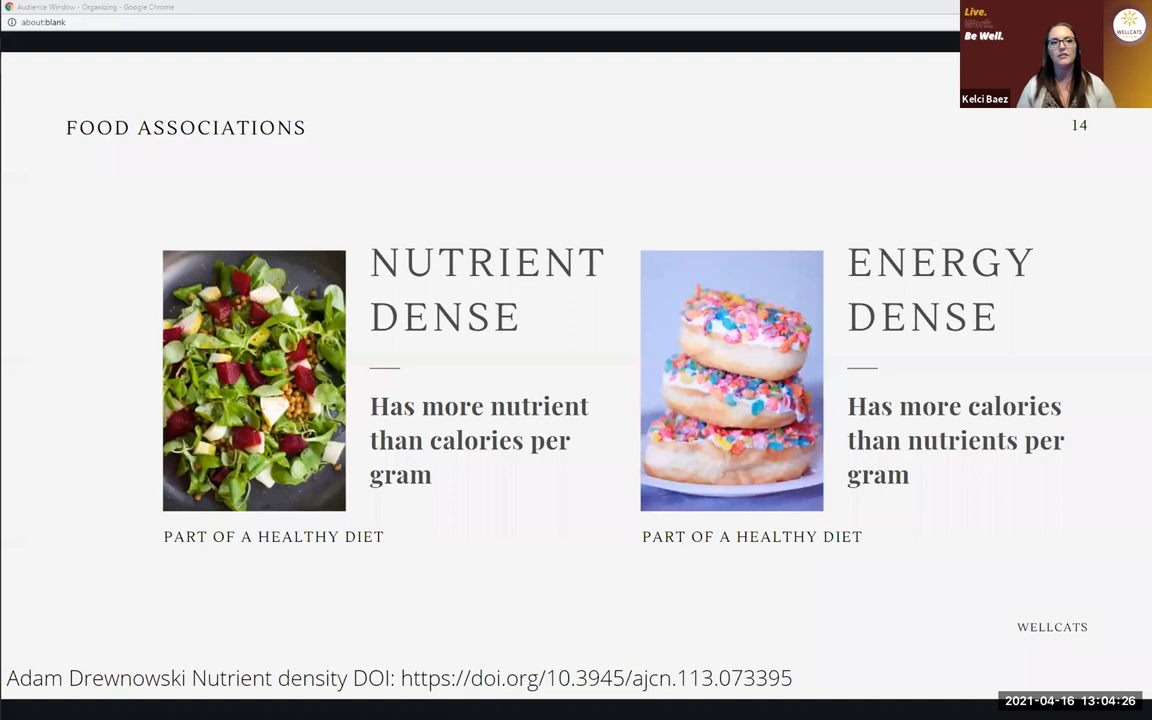 Audience Window - Organizing - Google Chrome
about:blank
Live.
Work.
Be Well.
WELLCATS
Kelci Baez
FOOD ASSOCIATIONS
14
NUTRIENT
DENSE
Has more nutrient
than calories per
gram
PART OF A HEALTHY DIET
ENERGY
DENSE
Has more calories
than nutrients per
gram
PART OF A HEALTHY DIET
WELLCATS
Adam Drewnowski Nutrient density DOI: https://doi.org/10.3945/ajcn.113.073395
2021-04-16 13:04:26